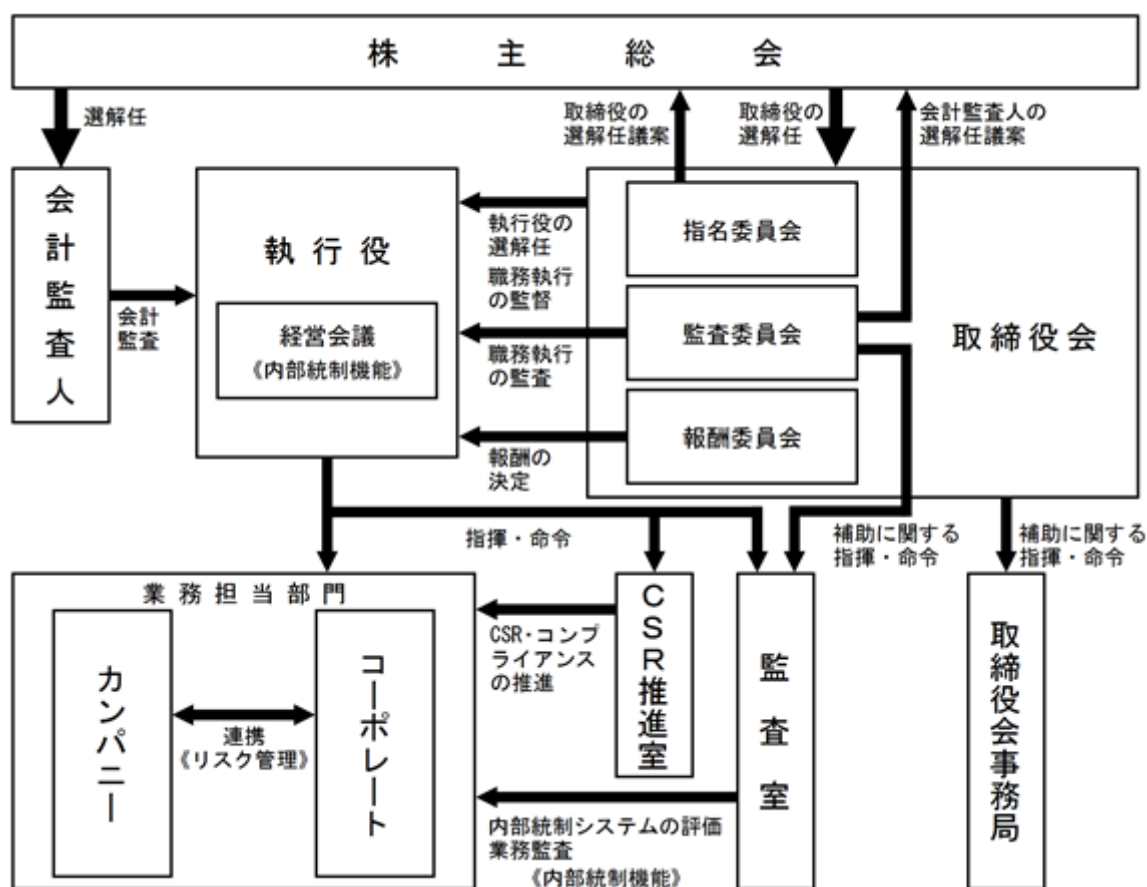 株主総会
選解任
取締役の
選解任議案
取締役の
選解任
会計監査人の
選解任議案
会計監査人
会計
監査
執行役
経営会議
《内部統制機能》
執行役の
選解任
職務執行
の監督
職務執行
の監査
報酬の
決定
指名委員会
監査委員会
報酬委員会
取締役会
指揮・命令
補助に関する
指揮・命令
補助に関する
指揮・命令
業務担当部門
カンパニー
連携
《リスク管理》
コーポレート
CSR・コンプ
ライアンス
の推進
CSR推進室
監査室
取締役会事務局
内部統制システムの評価
業務監査
《内部統制機能》